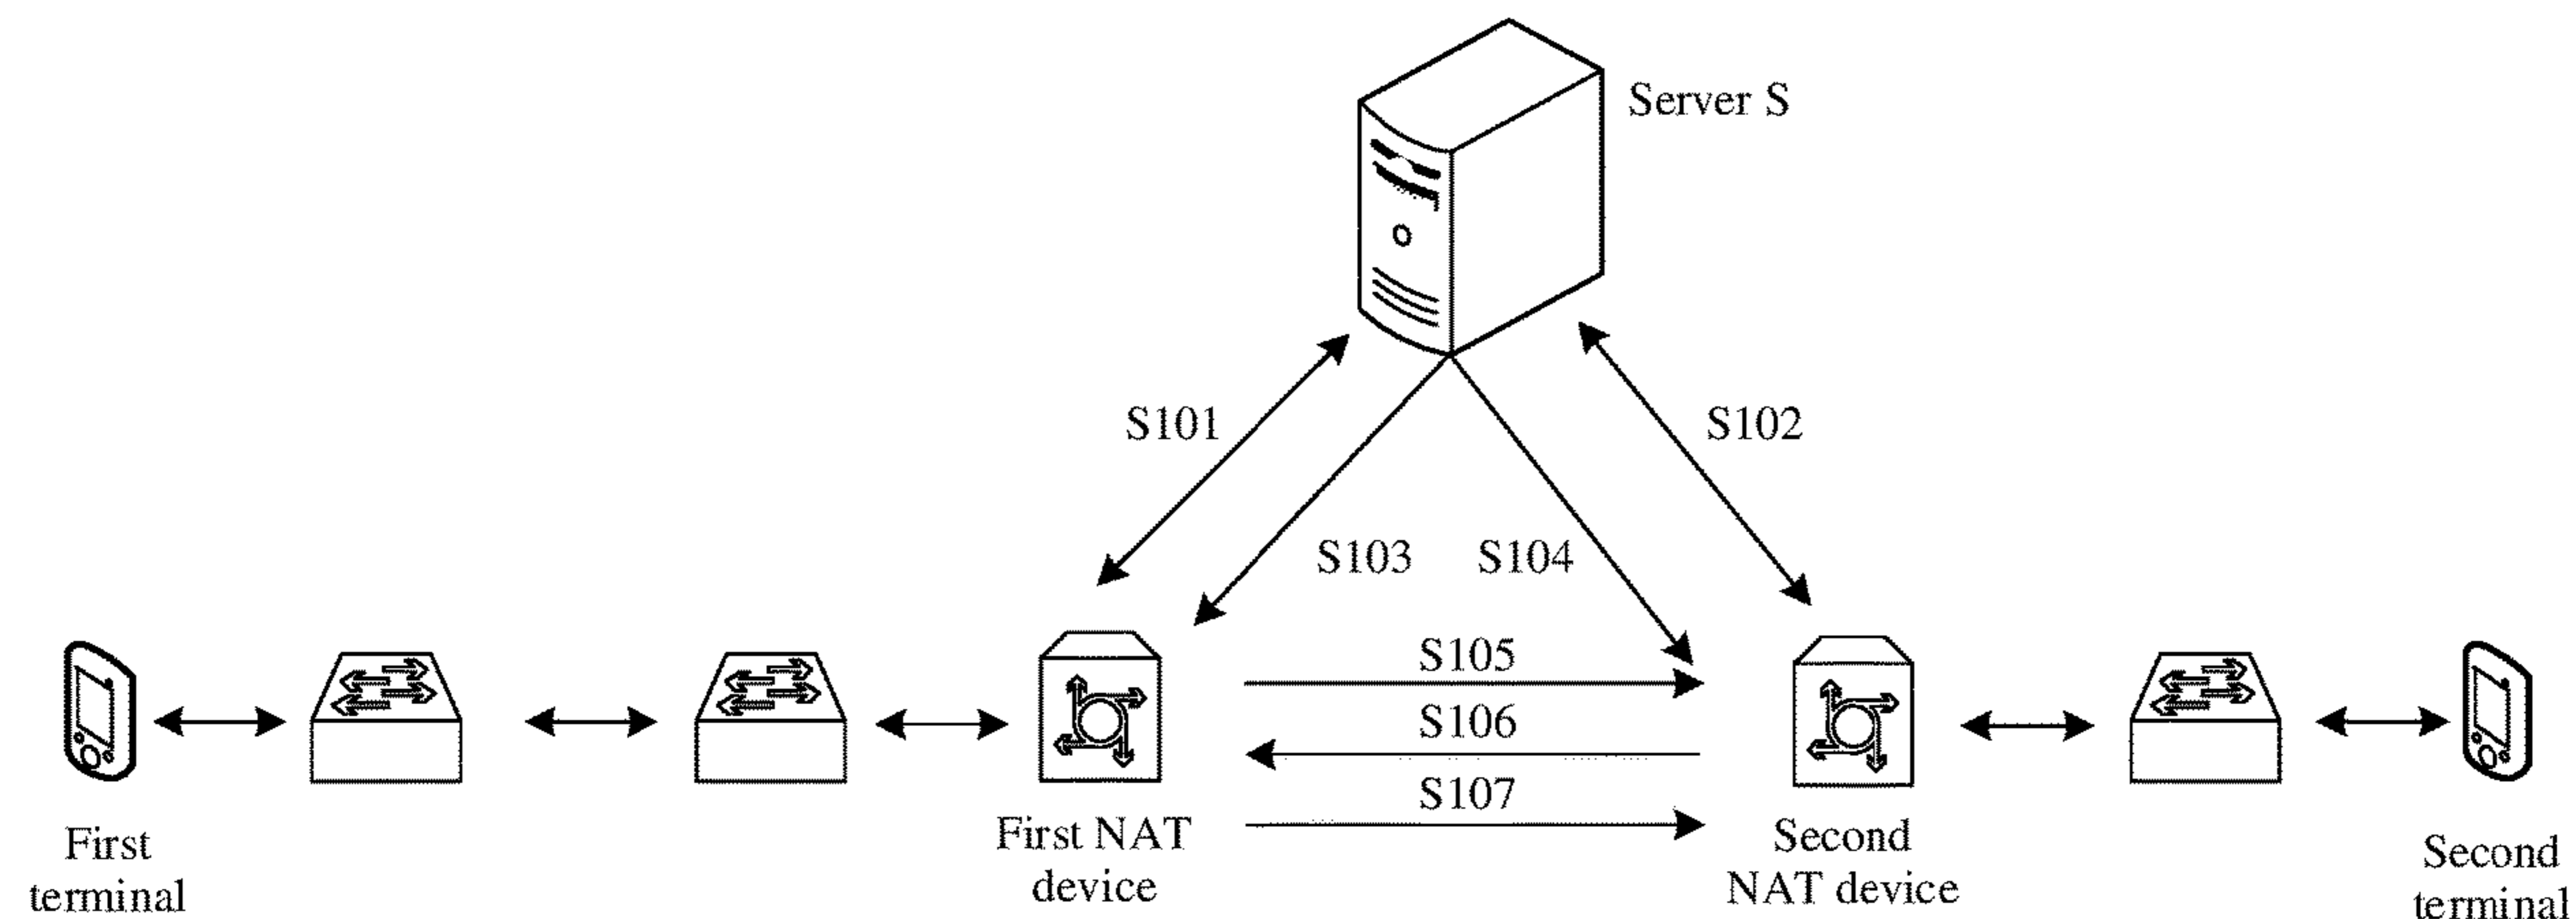 Server S
S101
S102
S103
S104
S105
S106
S107
First
terminal
First NAT
device
Second
NAT device
Second
terminal